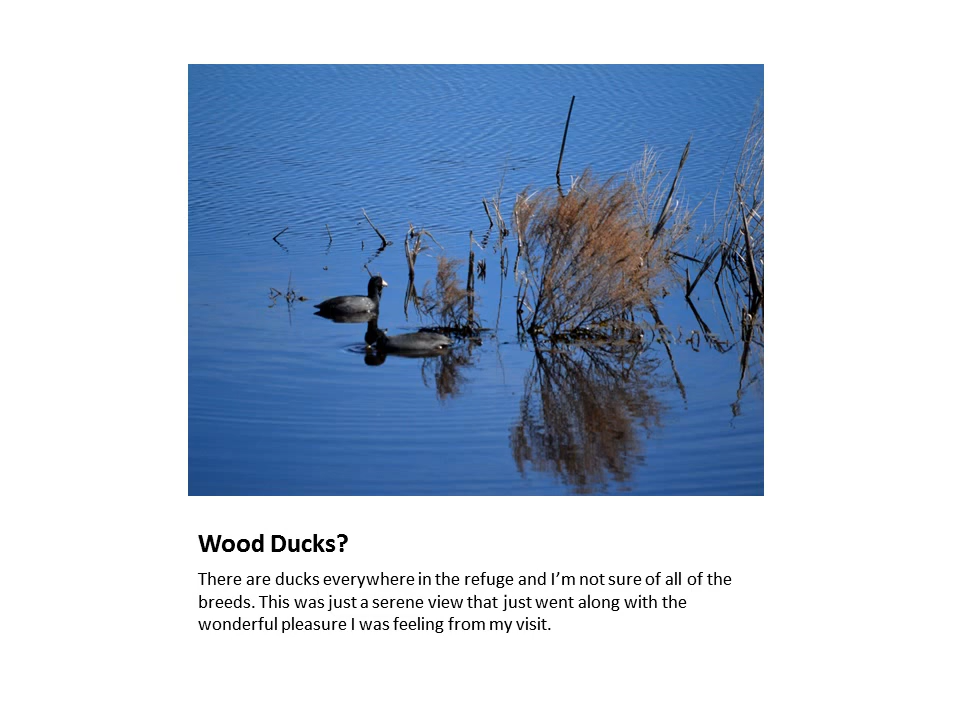 Wood Ducks?
There are ducks everywhere in the refuge and I’m not sure of all of the
breeds. This was just a serene view that just went along with the
wonderful pleasure I was feeling from my visit.